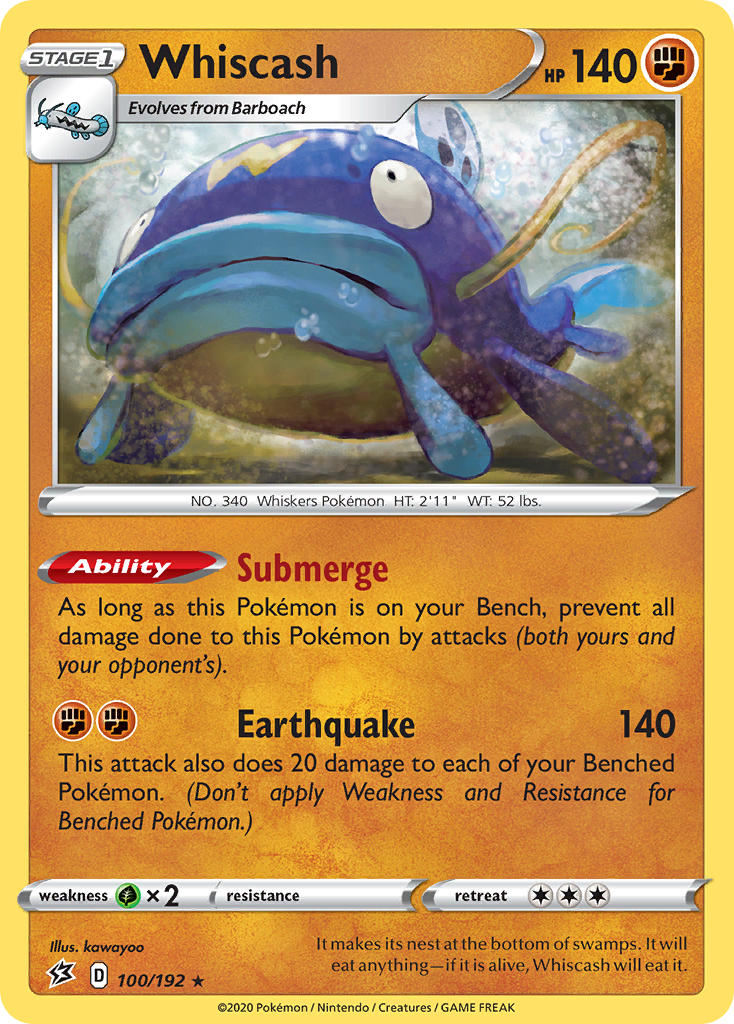 STAGE 1
Whiscash
HP 140
Evolves from Barboach
NO. 340 Whiskers Pokémon HT: 2'11" WT: 52 lbs.
Ability Submerge
As long as this Pokémon is on your Bench, prevent all
damage done to this Pokémon by attacks (both yours and
your opponent's).
Earthquake 140
This attack also does 20 damage to each of your Benched
Pokémon. (Don't apply Weakness and Resistance for
Benched Pokémon.)
weakness ×2 resistance retreat
Illus. kawayoo
It makes its nest at the bottom of swamps. It will
eat anything—if it is alive, Whiscash will eat it.
D 100/192 ★
©2020 Pokémon / Nintendo / Creatures / GAME FREAK